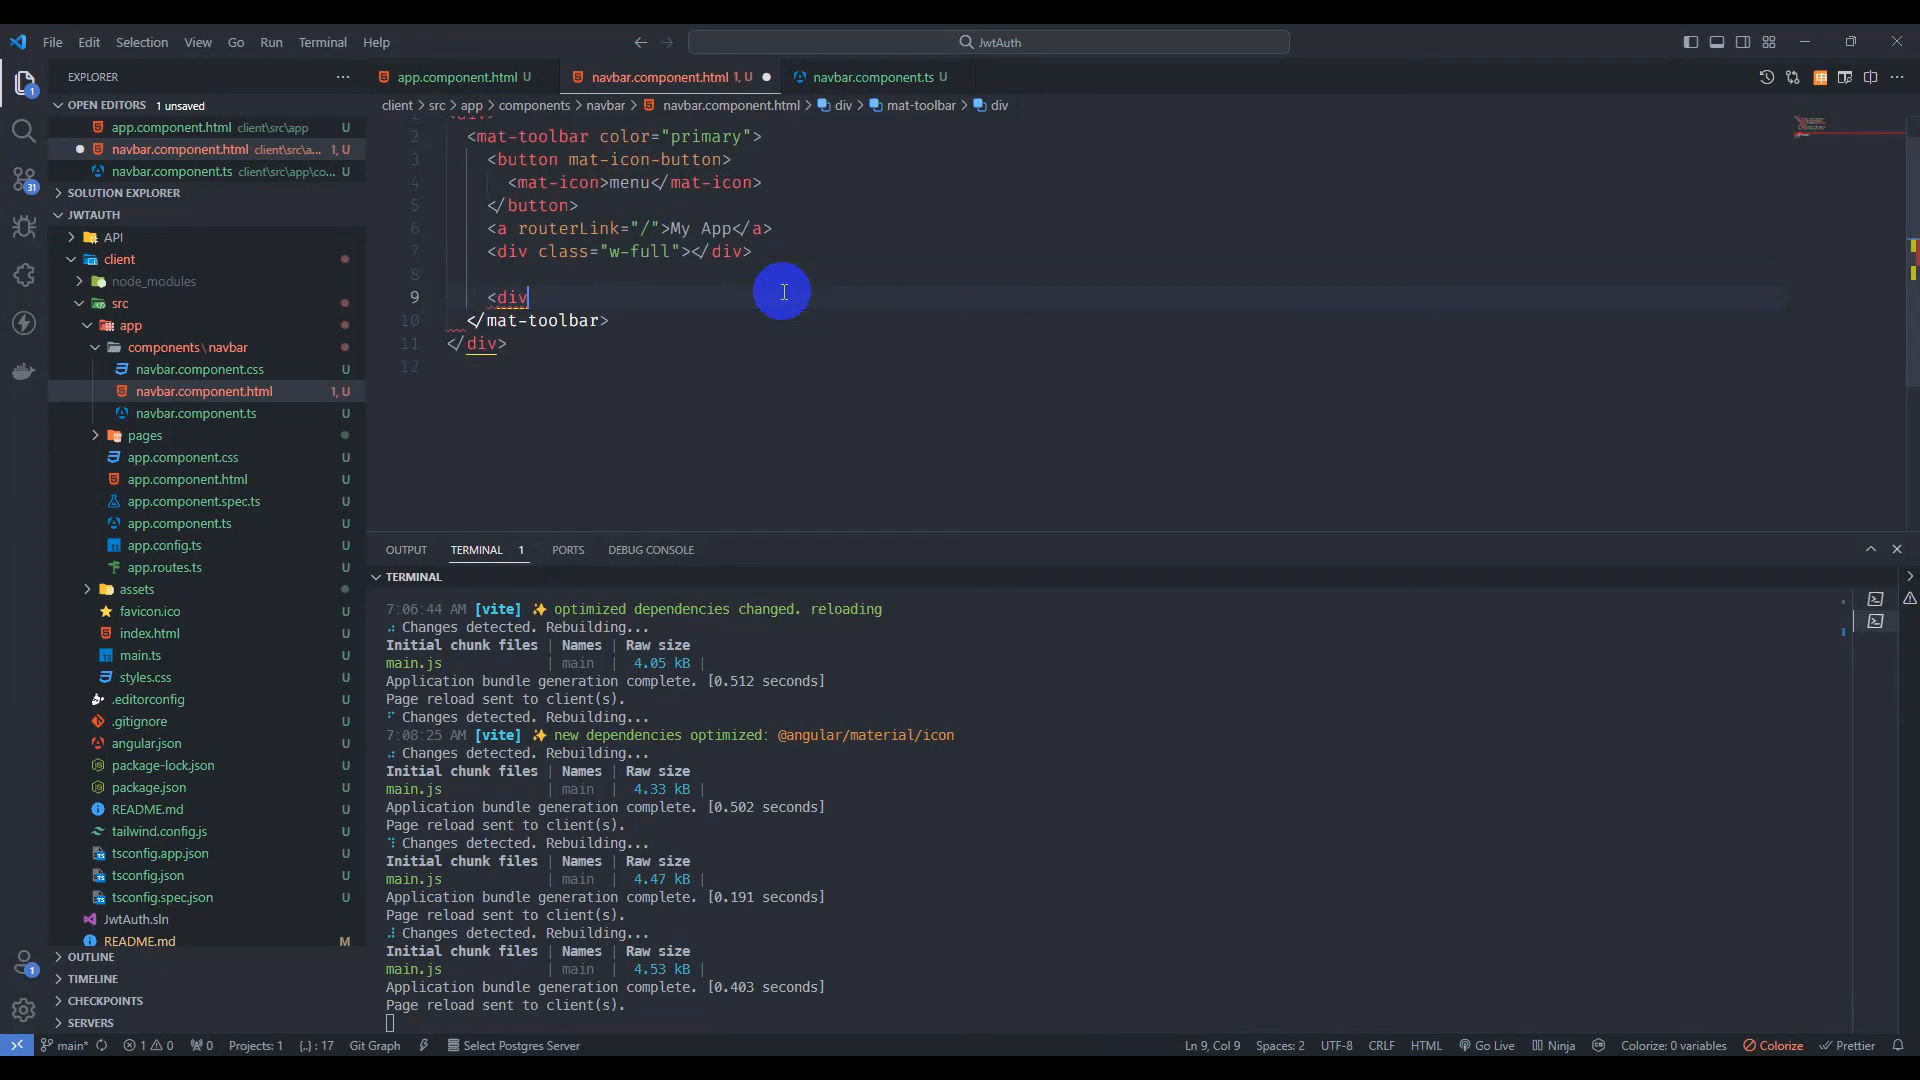 File Edit Selection View Go Run Terminal Help
JwtAuth
EXPLORER
OPEN EDITORS 1 unsaved
app.component.html client\src\app U
navbar.component.html client\src\a... 1, U
navbar.component.ts client\src\app\co... U
SOLUTION EXPLORER
JWTAUTH
API
client
node_modules
src
app
components\navbar
navbar.component.css U
navbar.component.html 1, U
navbar.component.ts U
pages
app.component.css U
app.component.html U
app.component.spec.ts U
app.component.ts U
app.config.ts U
app.routes.ts U
assets
favicon.ico U
index.html U
main.ts U
styles.css U
.editorconfig U
.gitignore U
angular.json U
package-lock.json U
package.json U
README.md U
tailwind.config.js U
tsconfig.app.json U
tsconfig.json U
tsconfig.spec.json U
JwtAuth.sln
README.md M
OUTLINE
TIMELINE
CHECKPOINTS
SERVERS
1
31
1
app.component.html U
navbar.component.html 1, U
navbar.component.ts U
client > src > app > components > navbar > navbar.component.html > div > mat-toolbar > div
1 <div>
2 <mat-toolbar color="primary">
3 <button mat-icon-button>
4 <mat-icon>menu</mat-icon>
5 </button>
6 <a routerLink="/">My App</a>
7 <div class="w-full"></div>
8
9 <div
10 </mat-toolbar>
11 </div>
12
OUTPUT TERMINAL 1 PORTS DEBUG CONSOLE
TERMINAL
7:06:44 AM [vite] ✨ optimized dependencies changed. reloading
Changes detected. Rebuilding...
Initial chunk files | Names | Raw size
main.js | main | 4.05 kB |
Application bundle generation complete. [0.512 seconds]
Page reload sent to client(s).
Changes detected. Rebuilding...
7:08:25 AM [vite] ✨ new dependencies optimized: @angular/material/icon
Changes detected. Rebuilding...
Initial chunk files | Names | Raw size
main.js | main | 4.33 kB |
Application bundle generation complete. [0.502 seconds]
Page reload sent to client(s).
Changes detected. Rebuilding...
Initial chunk files | Names | Raw size
main.js | main | 4.47 kB |
Application bundle generation complete. [0.191 seconds]
Page reload sent to client(s).
Changes detected. Rebuilding...
Initial chunk files | Names | Raw size
main.js | main | 4.53 kB |
Application bundle generation complete. [0.403 seconds]
Page reload sent to client(s).
main* 1 0 0 Projects: 1 {..} : 17 Git Graph Select Postgres Server Ln 9, Col 9 Spaces: 2 UTF-8 CRLF HTML Go Live Ninja Colorize: 0 variables Colorize Prettier